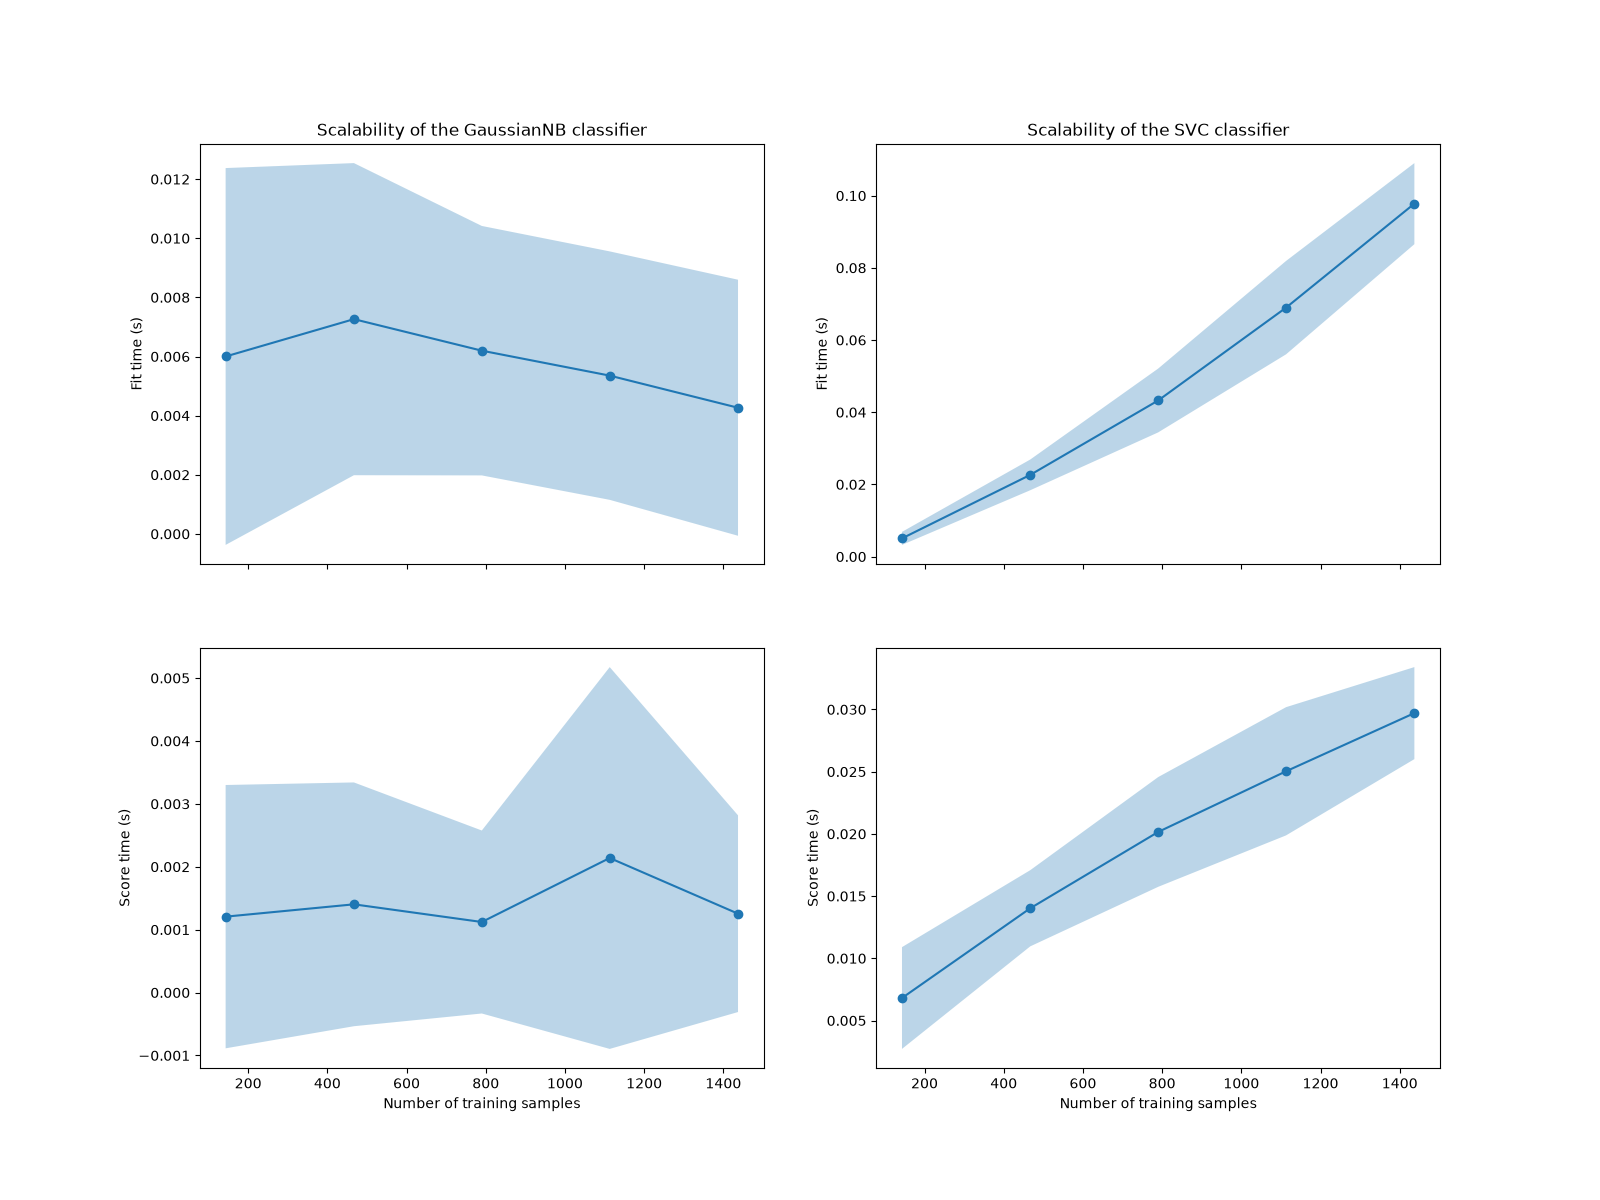 Scalability of the GaussianNB classifier
Fit time (s)
0.012
0.010
0.008
0.006
0.004
0.002
0.000
Scalability of the SVC classifier
Fit time (s)
0.10
0.08
0.06
0.04
0.02
0.00
Score time (s)
0.005
0.004
0.003
0.002
0.001
0.000
−0.001
200 400 600 800 1000 1200 1400
Number of training samples
Score time (s)
0.030
0.025
0.020
0.015
0.010
0.005
200 400 600 800 1000 1200 1400
Number of training samples